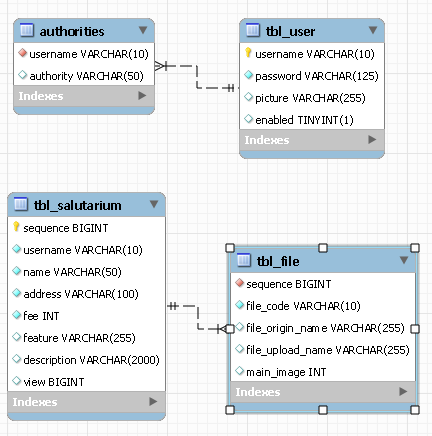 authorities
username VARCHAR(10)
authority VARCHAR(50)
Indexes
tbl_user
username VARCHAR(10)
password VARCHAR(125)
picture VARCHAR(255)
enabled TINYINT(1)
Indexes
tbl_salutarium
sequence BIGINT
username VARCHAR(10)
name VARCHAR(50)
address VARCHAR(100)
fee INT
feature VARCHAR(255)
description VARCHAR(2000)
view BIGINT
Indexes
tbl_file
sequence BIGINT
file_code VARCHAR(10)
file_origin_name VARCHAR(255)
file_upload_name VARCHAR(255)
main_image INT
Indexes